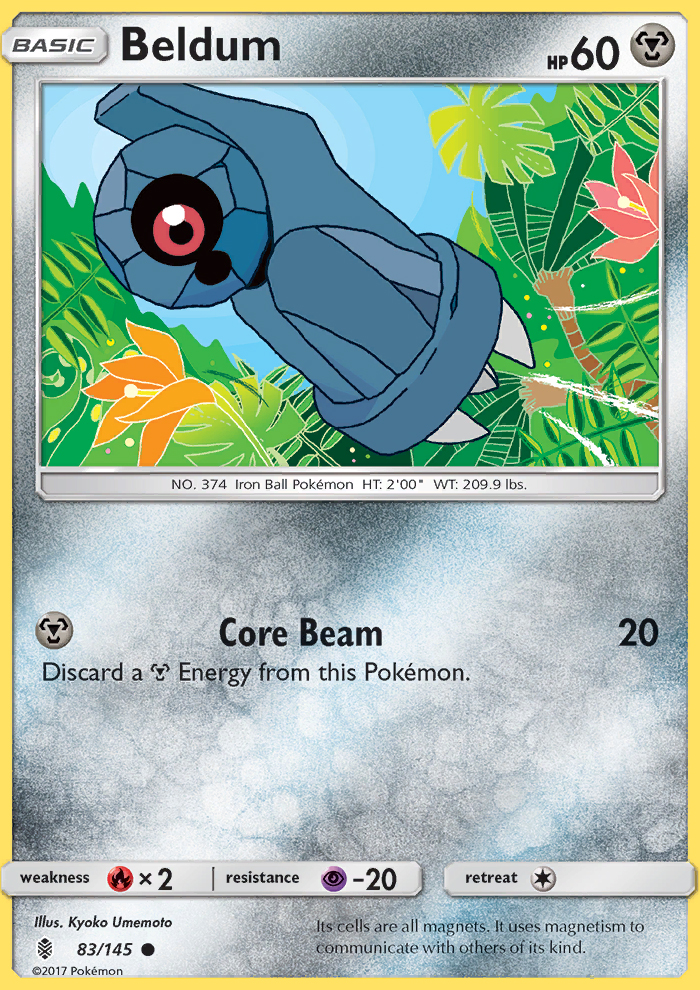 BASIC Beldum HP60
NO. 374 Iron Ball Pokémon HT: 2'00" WT: 209.9 lbs.
Core Beam 20
Discard a Energy from this Pokémon.
weakness ×2 resistance -20 retreat
Illus. Kyoko Umemoto
83/145
©2017 Pokémon
Its cells are all magnets. It uses magnetism to
communicate with others of its kind.